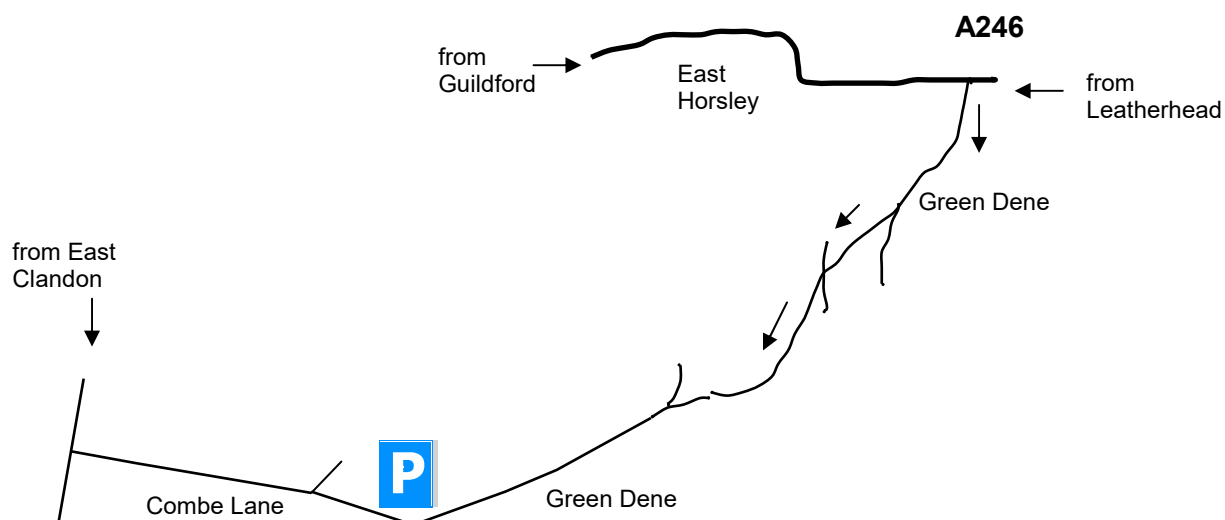 A246
from
Guildford
East
Horsley
from
Leatherhead
Green Dene
from East
Clandon
P
Green Dene
Combe Lane